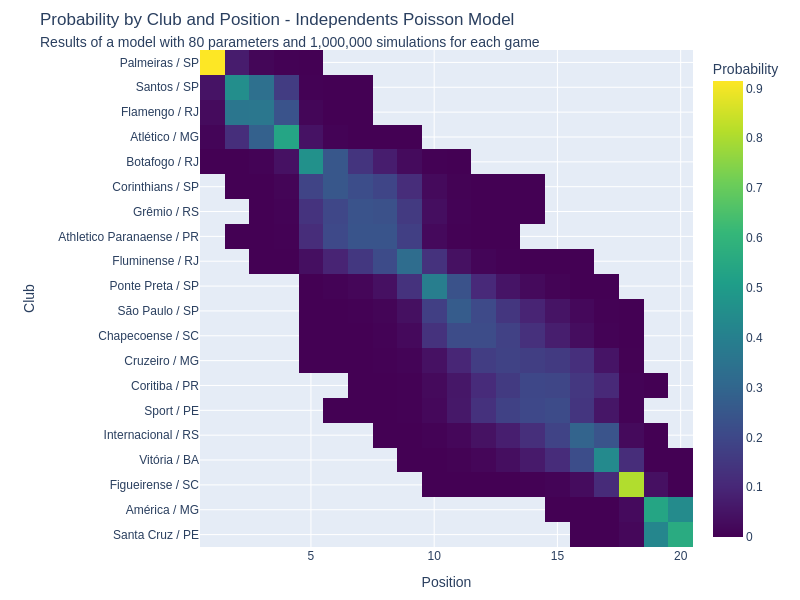 Probability by Club and Position - Independents Poisson Model
Results of a model with 80 parameters and 1,000,000 simulations for each game
Probability
Club
Palmeiras / SP
Santos / SP
Flamengo / RJ
Atlético / MG
Botafogo / RJ
Corinthians / SP
Grêmio / RS
Athletico Paranaense / PR
Fluminense / RJ
Ponte Preta / SP
São Paulo / SP
Chapecoense / SC
Cruzeiro / MG
Coritiba / PR
Sport / PE
Internacional / RS
Vitória / BA
Figueirense / SC
América / MG
Santa Cruz / PE
0.9
0.8
0.7
0.6
0.5
0.4
0.3
0.2
0.1
0
5 10 15 20
Position